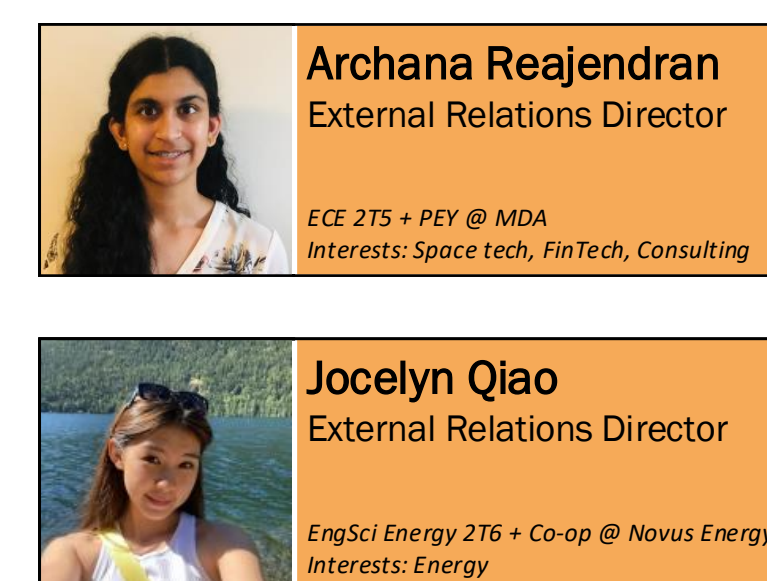 Archana Reajendran
External Relations Director
ECE 2T5 + PEY @ MDA
Interests: Space tech, FinTech, Consulting
Jocelyn Qiao
External Relations Director
EngSci Energy 2T6 + Co-op @ Novus Energy
Interests: Energy